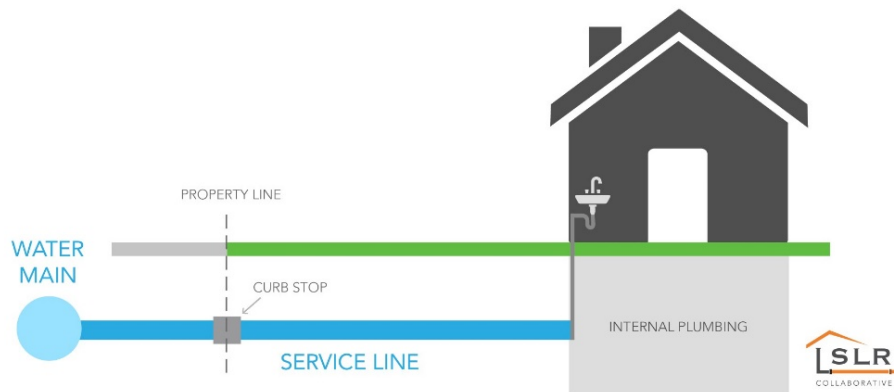 PROPERTY LINE
WATER
MAIN
CURB STOP
SERVICE LINE
INTERNAL PLUMBING
LSLR
COLLABORATIVE